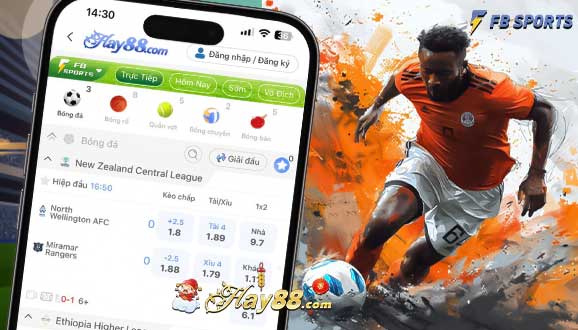 14:30
36
Hay88.com
Đăng nhập / Đăng ký
FB SPORTS
Trực Tiếp
Hôm Nay
Sớm
Vô Địch
3
8
5
2
5
Bóng đá
Bóng rổ
Quần vợt
Bóng chuyền
Bóng bàn
Bóng đá
Giải đấu
0
New Zealand Central League
Hiệp đấu 16:50
Kèo chấp
Tài/Xỉu
1x2
North Wellington AFC
0
+2.5
1.8
Tài 4
1.89
Nhà
9.7
Miramar Rangers
0
-2.5
1.88
Xỉu 4
1.79
0-1 6+
6.1
Ethiopia Higher
Hay88.com
FB SPORTS